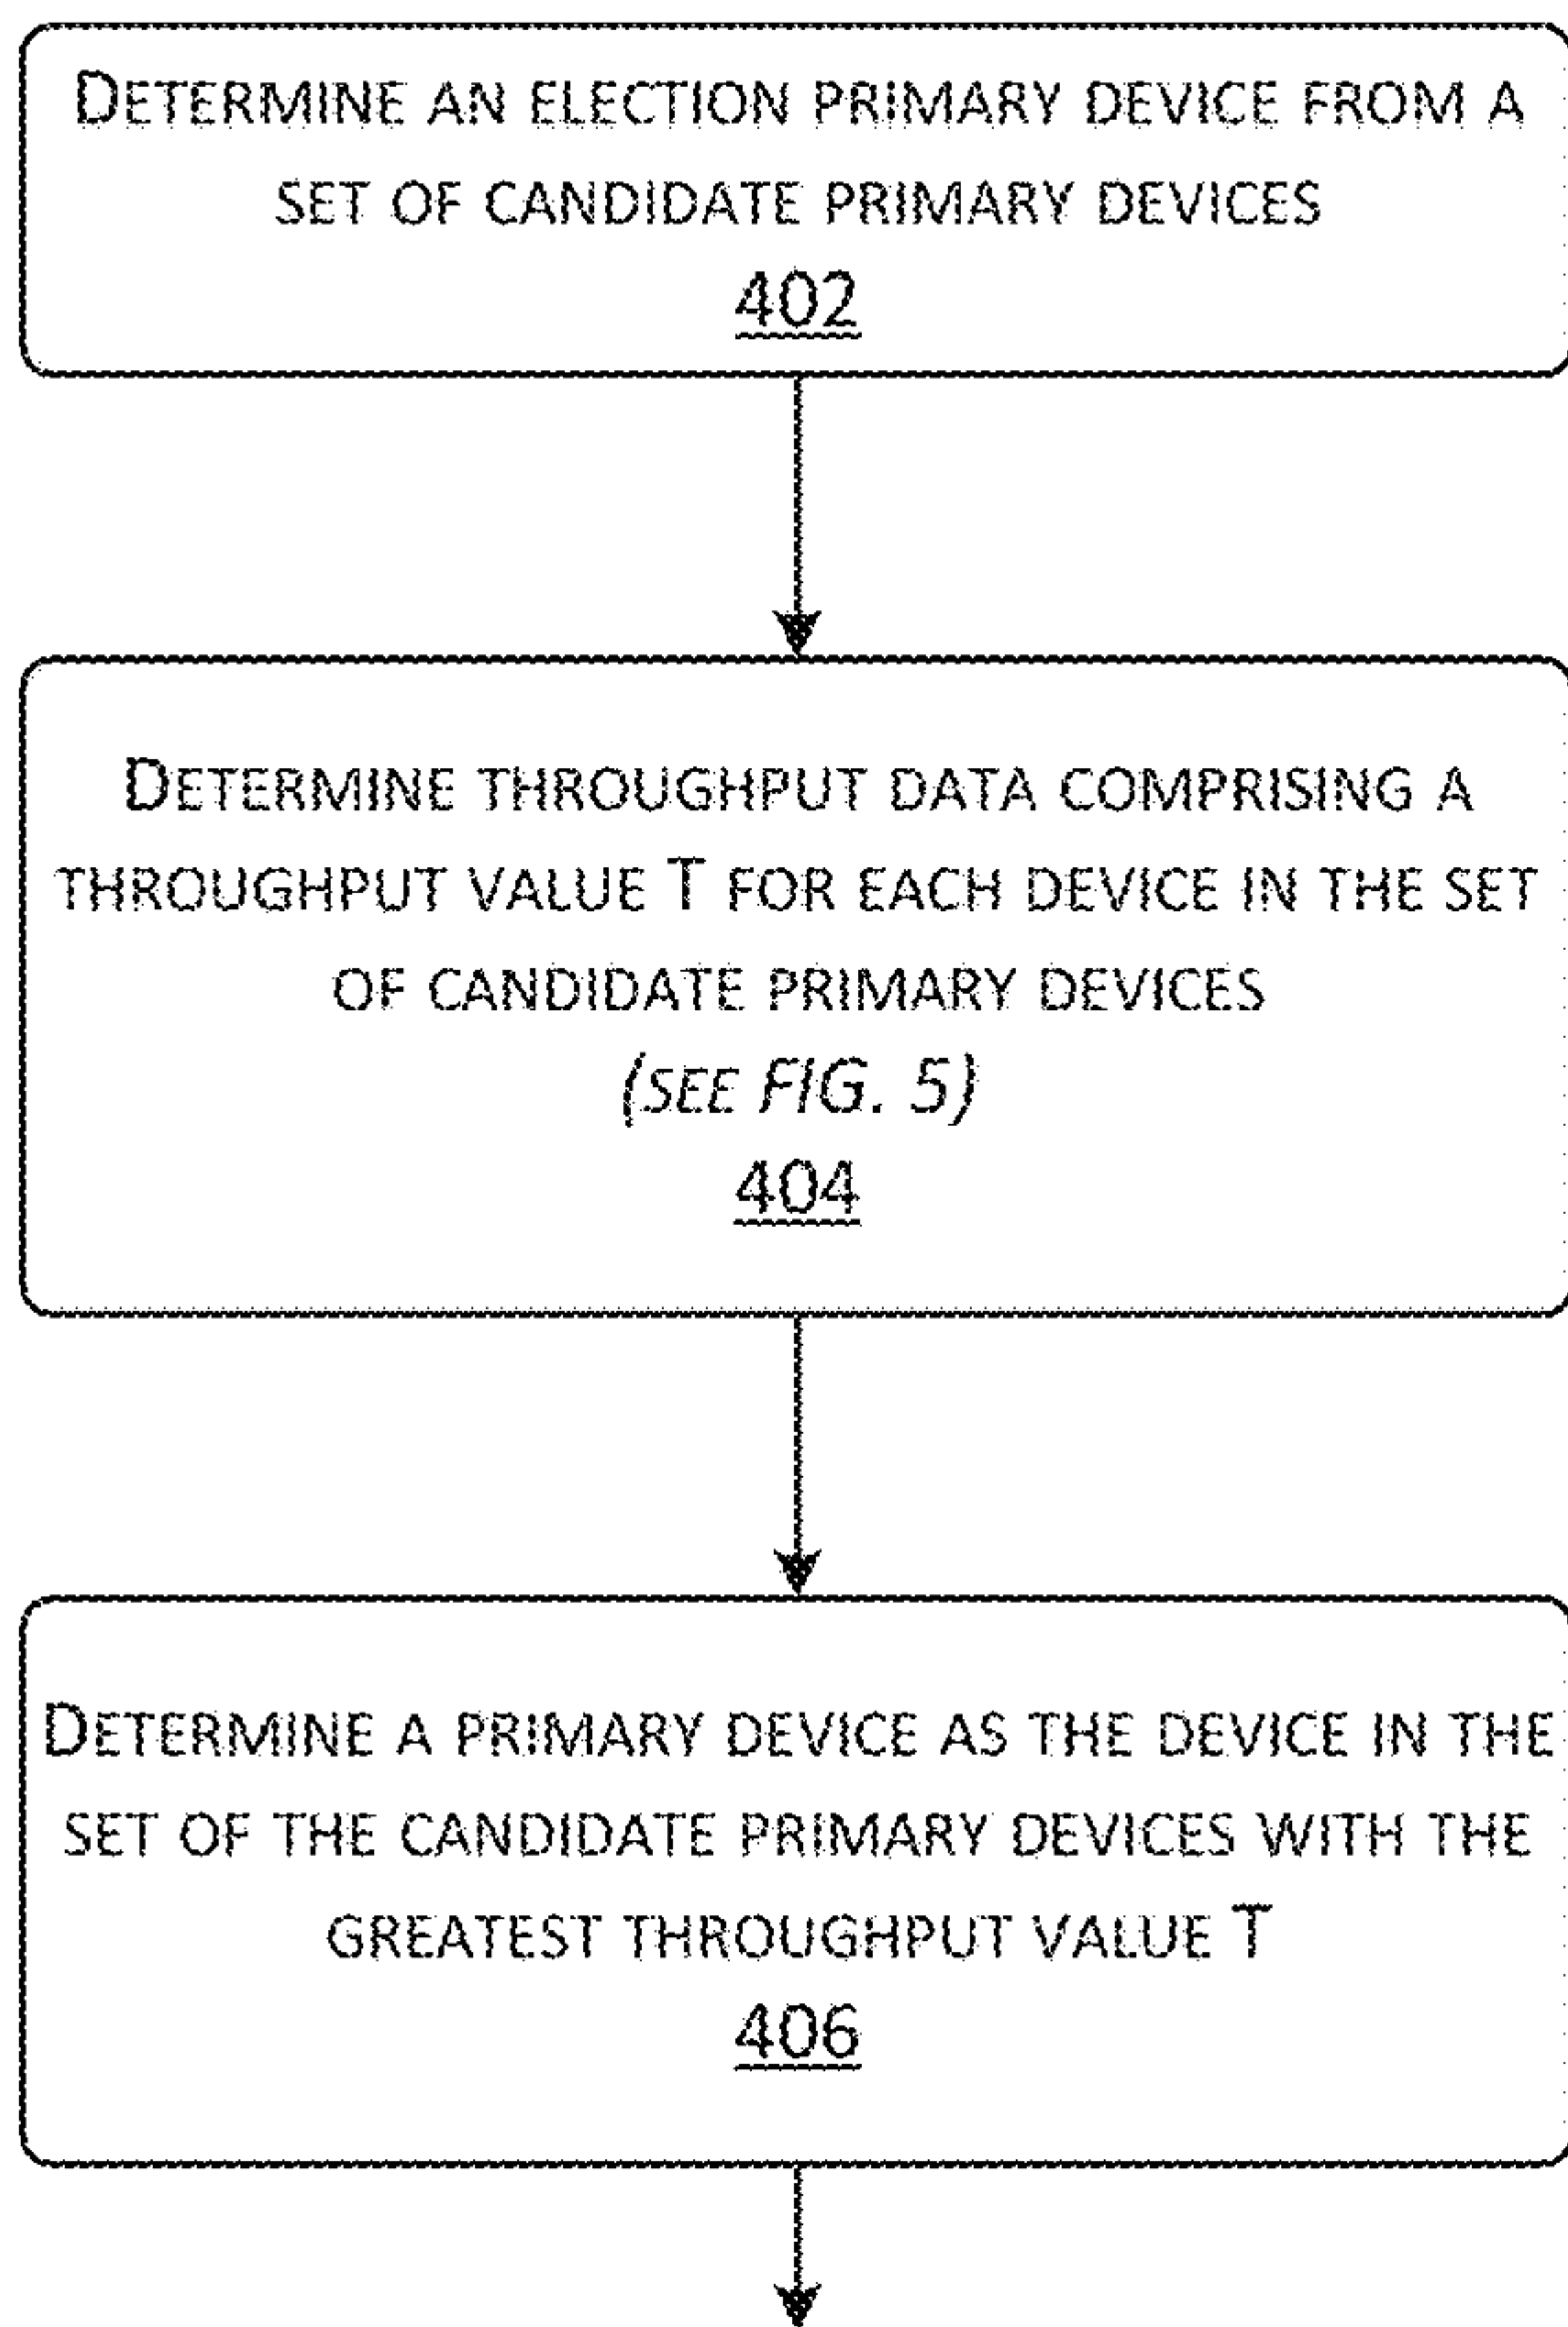 DETERMINE AN ELECTION PRIMARY DEVICE FROM A
SET OF CANDIDATE PRIMARY DEVICES
402
DETERMINE THROUGHPUT DATA COMPRISING A
THROUGHPUT VALUE T FOR EACH DEVICE IN THE SET
OF CANDIDATE PRIMARY DEVICES
(SEE FIG. 5)
404
DETERMINE A PRIMARY DEVICE AS THE DEVICE IN THE
SET OF THE CANDIDATE PRIMARY DEVICES WITH THE
GREATEST THROUGHPUT VALUE T
406